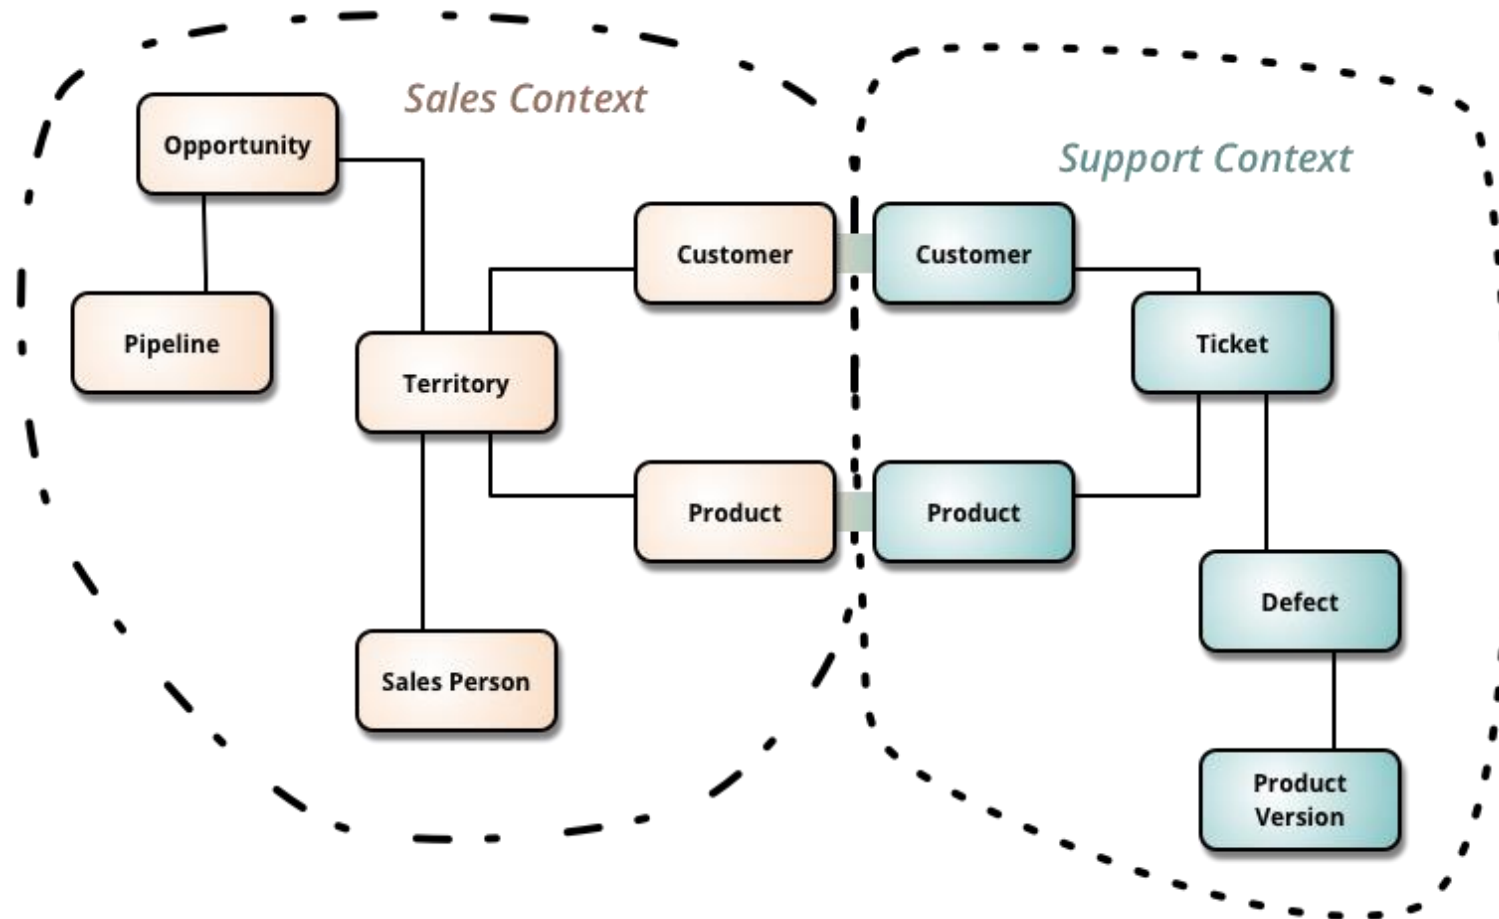 Sales Context
Opportunity
Support Context
Customer
Customer
Pipeline
Ticket
Territory
Product
Product
Defect
Sales Person
Product
Version